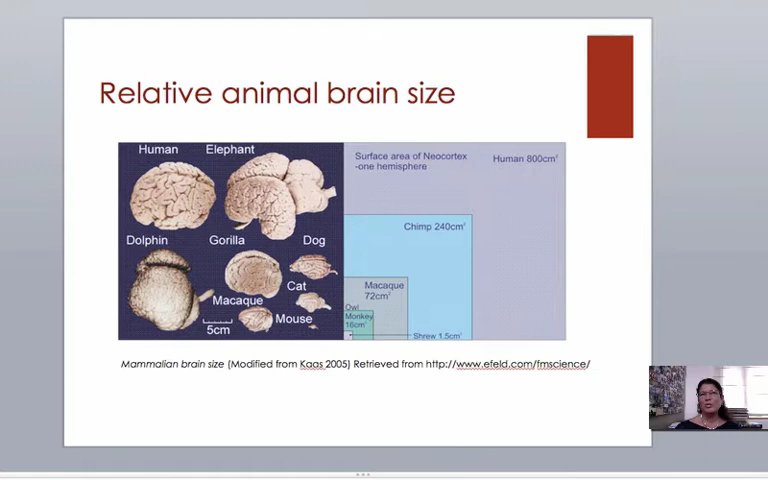 Relative animal brain size
Human Elephant
Dolphin Gorilla Dog
Cat
Macaque
Mouse
5cm
Surface area of Neocortex
-one hemisphere
Human 800cm²
Chimp 240cm²
Macaque
72cm²
Owl
Monkey
16cm²
Shrew 1.5cm²
Mammalian brain size (Modified from Kaas 2005) Retrieved from http://www.efeld.com/fmscience/